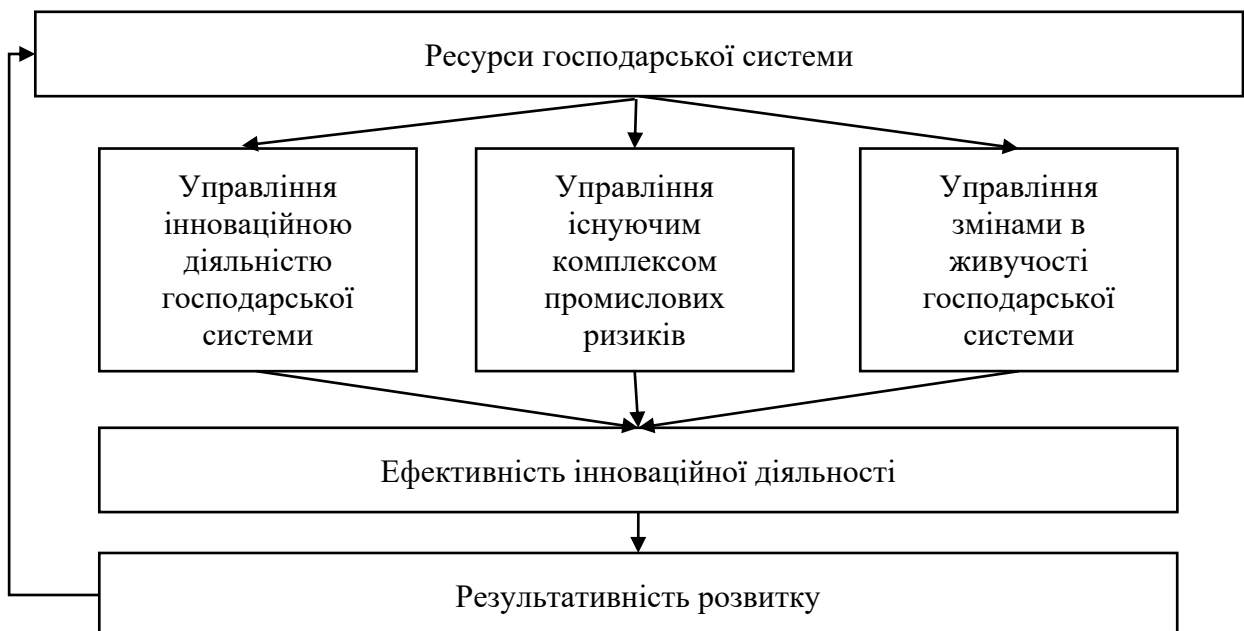 Ресурси господарської системи
Управління
інноваційною
діяльністю
господарської
системи
Управління
існуючим
комплексом
промислових
ризиків
Управління
змінами в
живучості
господарської
системи
Ефективність інноваційної діяльності
Результативність розвитку